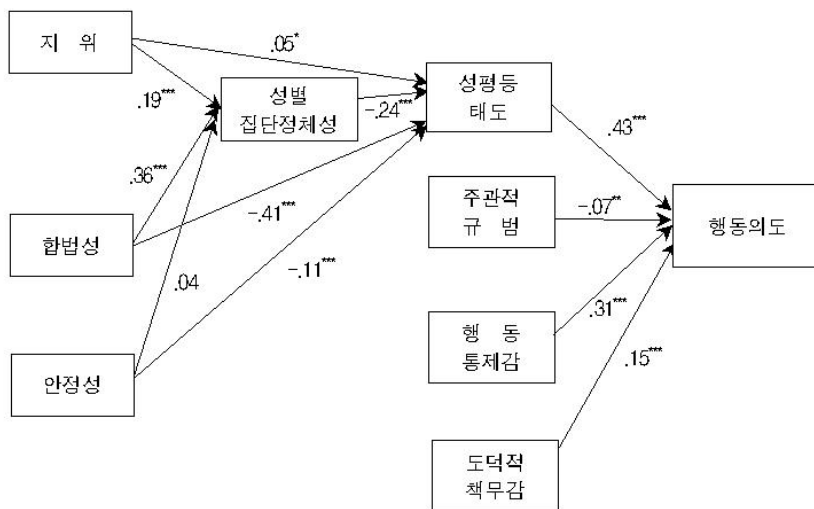 지 위
.05*
.19***
성별
집단정체성
-.24***
성평등
태도
.43***
.36***
합법성
-.41***
주관적
규 범
-.07**
행동의도
.04
-.11***
행 동
통제감
.31***
안정성
.15***
도덕적
책무감